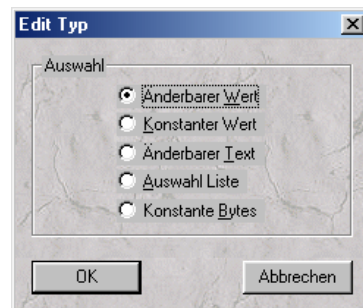 Edit Typ
Auswahl
Änderbarer Wert
Konstanter Wert
Änderbarer Text
Auswahl Liste
Konstante Bytes
OK
Abbrechen